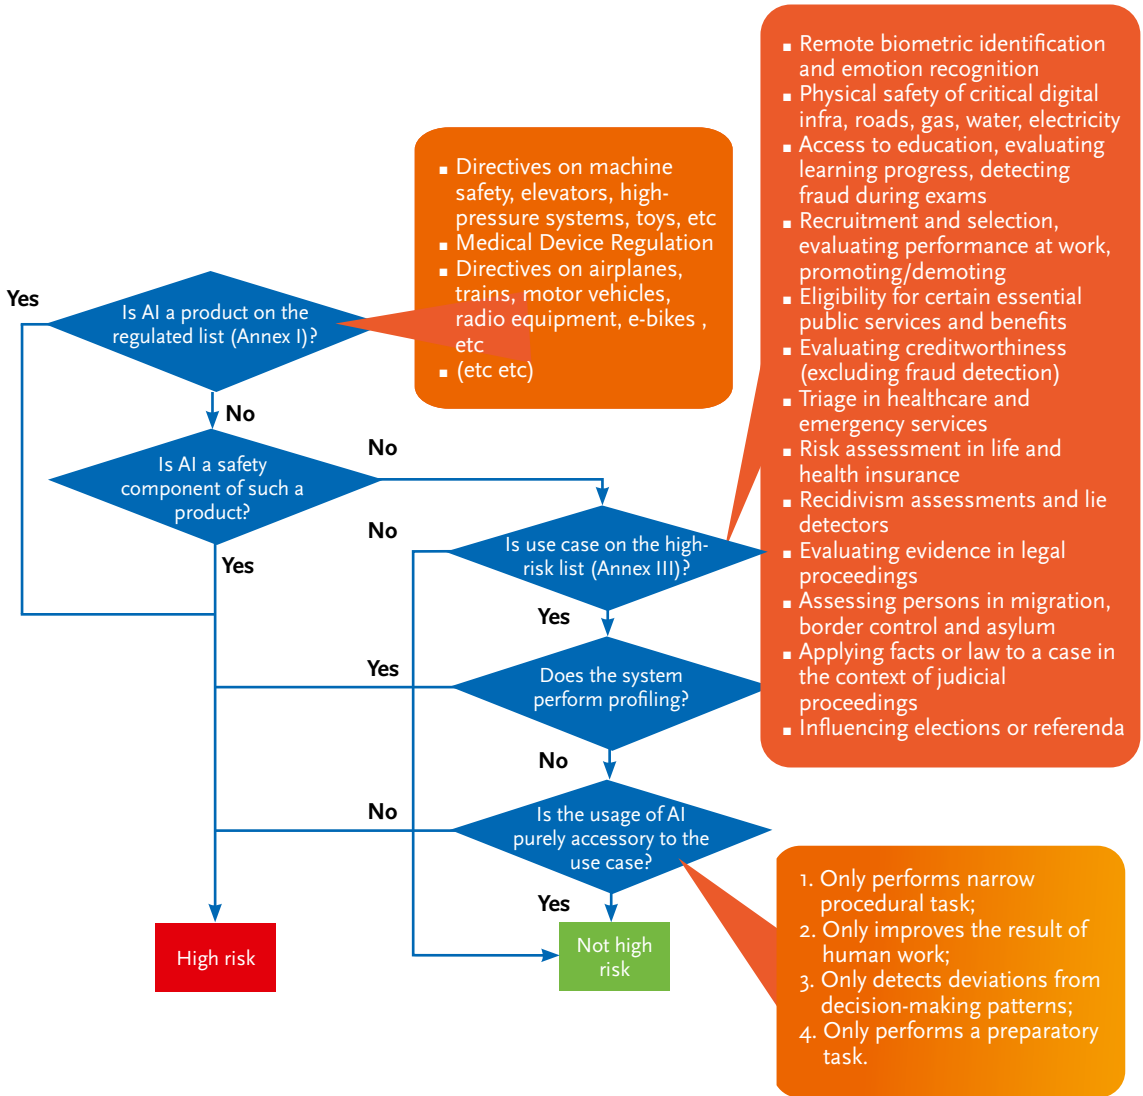 ▪ Remote biometric identification
and emotion recognition
▪ Physical safety of critical digital
infra, roads, gas, water, electricity
▪ Access to education, evaluating
learning progress, detecting
fraud during exams
▪ Recruitment and selection,
evaluating performance at work,
promoting/demoting
▪ Eligibility for certain essential
public services and benefits
▪ Evaluating creditworthiness
(excluding fraud detection)
▪ Triage in healthcare and
emergency services
▪ Risk assessment in life and
health insurance
▪ Recidivism assessments and lie
detectors
▪ Evaluating evidence in legal
proceedings
▪ Assessing persons in migration,
border control and asylum
▪ Applying facts or law to a case in
the context of judicial
proceedings
▪ Influencing elections or referenda
▪ Directives on machine
safety, elevators, high-
pressure systems, toys, etc
▪ Medical Device Regulation
▪ Directives on airplanes,
trains, motor vehicles,
radio equipment, e-bikes ,
etc
▪ (etc etc)
Yes
Is AI a product on the
regulated list (Annex I)?
No
Is AI a safety
component of such a
product?
No
Yes
No
Is use case on the high-
risk list (Annex III)?
Yes
Yes
Does the system
perform profiling?
No
No
Is the usage of AI
purely accessory to the
use case?
Yes
High risk
Not high
risk
1. Only performs narrow
procedural task;
2. Only improves the result of
human work;
3. Only detects deviations from
decision-making patterns;
4. Only performs a preparatory
task.